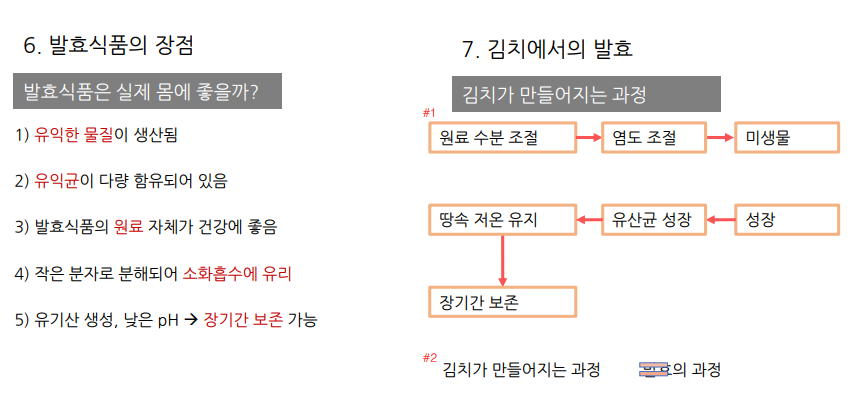 6. 발효식품의 장점
발효식품은 실제 몸에 좋을까?
1) 유익한 물질이 생산됨
2) 유익균이 다량 함유되어 있음
3) 발효식품의 원료 자체가 건강에 좋음
4) 작은 분자로 분해되어 소화흡수에 유리
5) 유기산 생성, 낮은 pH → 장기간 보존 가능
7. 김치에서의 발효
김치가 만들어지는 과정
#1
원료 수분 조절
염도 조절
미생물
땅속 저온 유지
유산균 성장
성장
장기간 보존
#2
김치가 만들어지는 과정
발효의 과정